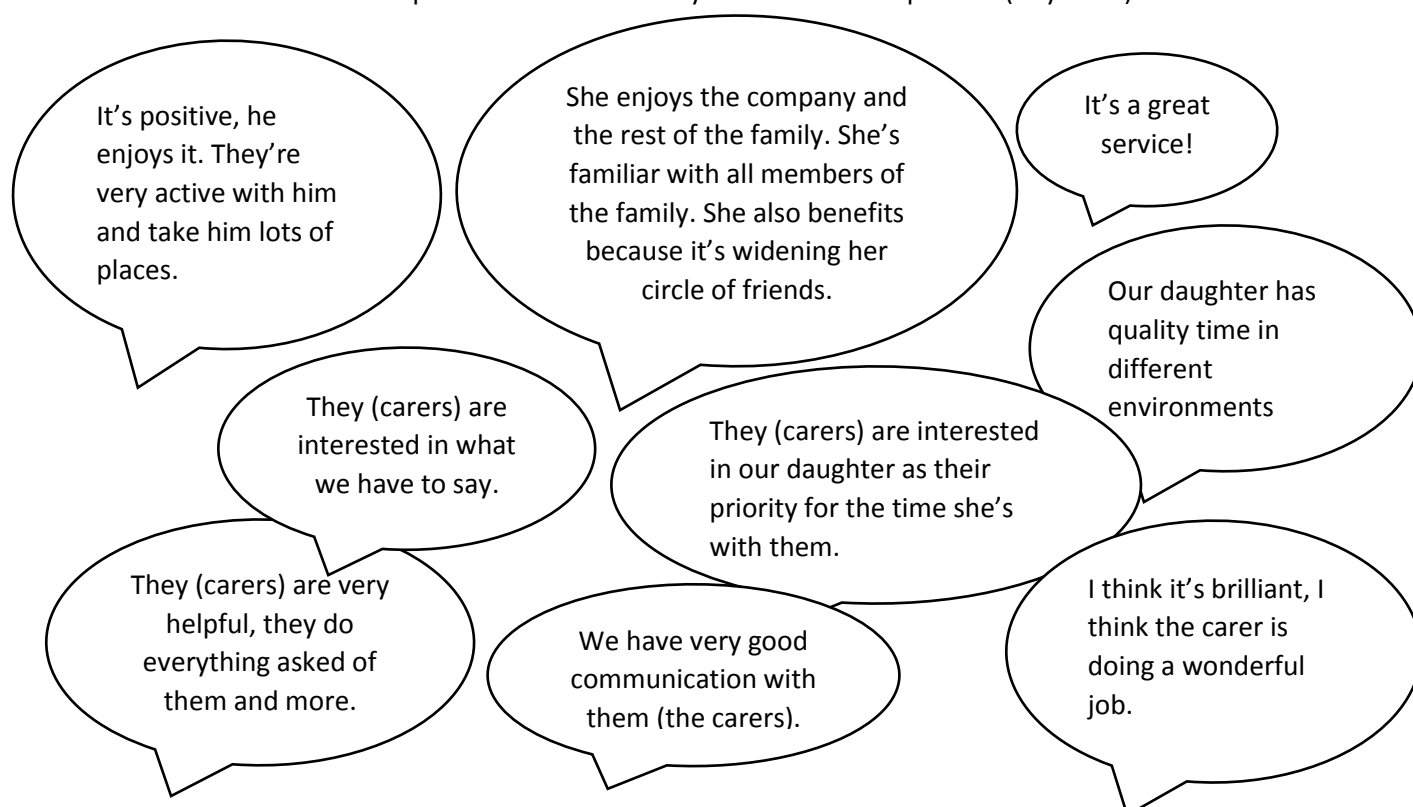 It’s positive, he
enjoys it. They’re
very active with him
and take him lots of
places.
She enjoys the company and
the rest of the family. She’s
familiar with all members of
the family. She also benefits
because it’s widening her
circle of friends.
It’s a great
service!
Our daughter has
quality time in
different
environments
They (carers) are
interested in what
we have to say.
They (carers) are interested
in our daughter as their
priority for the time she’s
with them.
They (carers) are very
helpful, they do
everything asked of
them and more.
We have very good
communication with
them (the carers).
I think it’s brilliant, I
think the carer is
doing a wonderful
job.